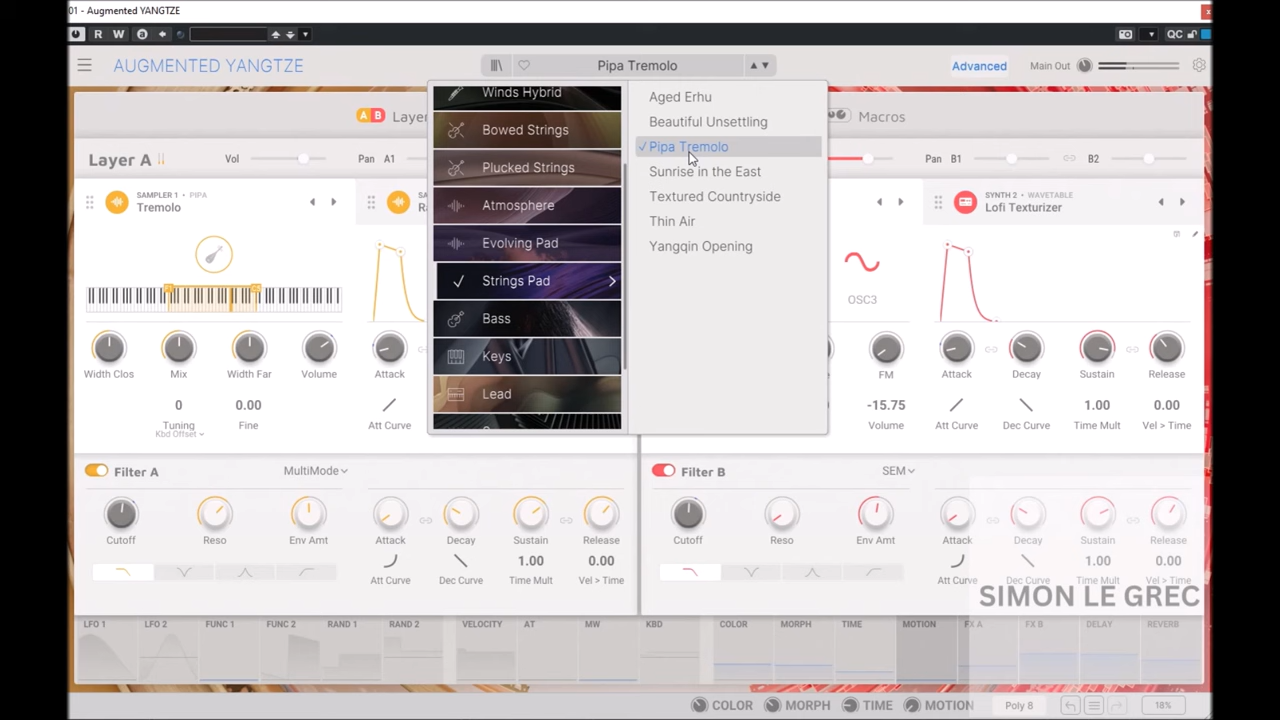 01 - Augmented YANGTZE
R W a QC
AUGMENTED YANGTZE Pipa Tremolo Advanced Main Out
Winds Hybrid
Bowed Strings
Plucked Strings
Atmosphere
Evolving Pad
Strings Pad
Bass
Keys
Lead
Aged Erhu
Beautiful Unsettling
Pipa Tremolo
Sunrise in the East
Textured Countryside
Thin Air
Yangqin Opening
A B Layer Macros
Layer A Vol Pan A1 Pan B1 B2
SAMPLER 1 • PIPA
Tremolo
SYNTH 2 • WAVETABLE
Lofi Texturizer
OSC3
Width Clos Mix Width Far Volume Attack FM Attack Decay Sustain Release
0 0.00 -15.75 1.00 0.00
Tuning Fine Att Curve Volume Att Curve Dec Curve Time Mult Vel > Time
Kbd Offset
Filter A MultiMode Filter B SEM
Cutoff Reso Env Amt Attack Decay Sustain Release Cutoff Reso Env Amt Attack Decay Sustain Release
1.00 0.00 1.00 0.00
Att Curve Dec Curve Time Mult Vel > Time Att Curve Dec Curve Time Mult Vel > Time
SIMON LE GREC
LFO 1 LFO 2 FUNC 1 FUNC 2 RAND 1 RAND 2 VELOCITY AT MW KBD COLOR MORPH TIME MOTION FX A FX B DELAY REVERB
COLOR MORPH TIME MOTION Poly 8 18%